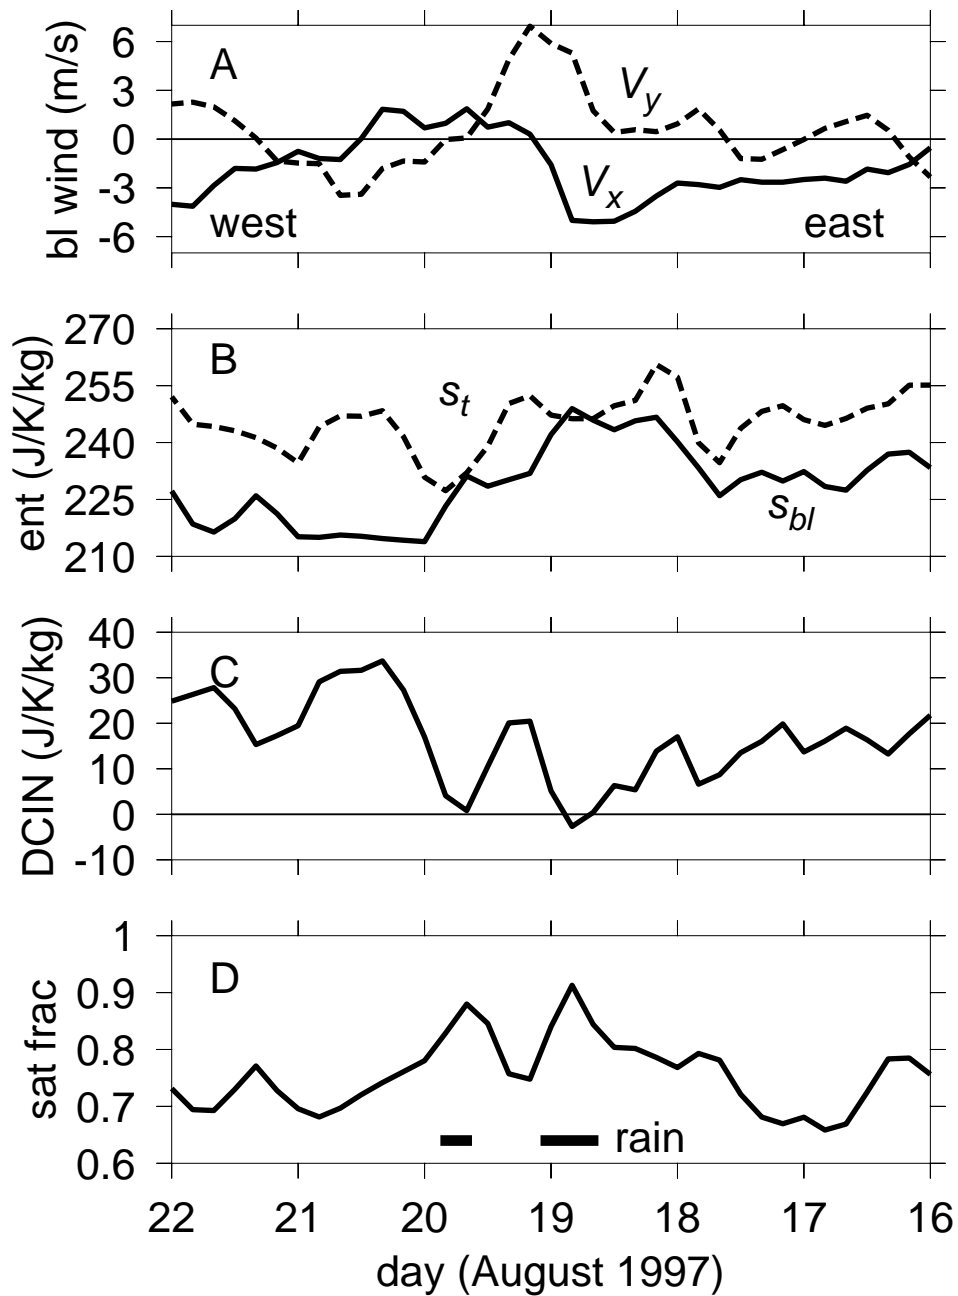 bl wind (m/s)
6
3
0
-3
-6
A
V_y
V_x
west
east
ent (J/K/kg)
270
255
240
225
210
B
s_t
s_bl
DCIN (J/K/kg)
40
30
20
10
0
-10
C
sat frac
1
0.9
0.8
0.7
0.6
D
rain
22 21 20 19 18 17 16
day (August 1997)